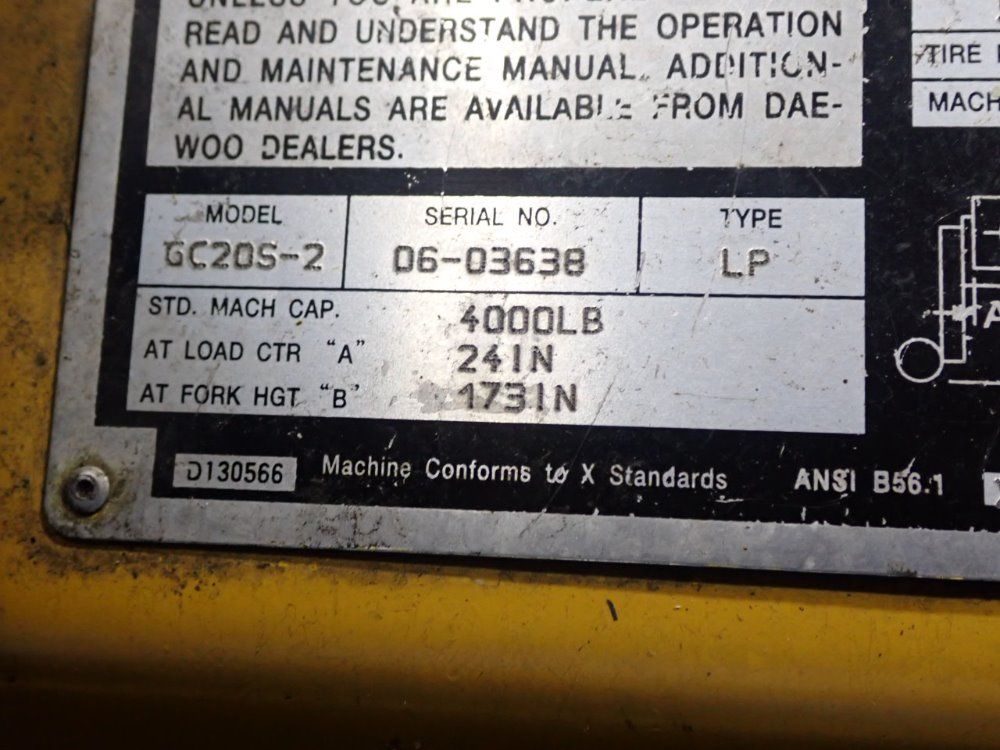 READ AND UNDERSTAND THE OPERATION
AND MAINTENANCE MANUAL. ADDITION-
AL MANUALS ARE AVAILABLE FROM DAE-
WOO DEALERS.
TIRE
MODEL SERIAL NO. TYPE
GC20S-2 06-03638 LP
STD. MACH CAP. 4000LB
AT LOAD CTR "A" 24IN
AT FORK HGT "B" 173IN
A
D130566 Machine Conforms to X Standards ANSI B56.1